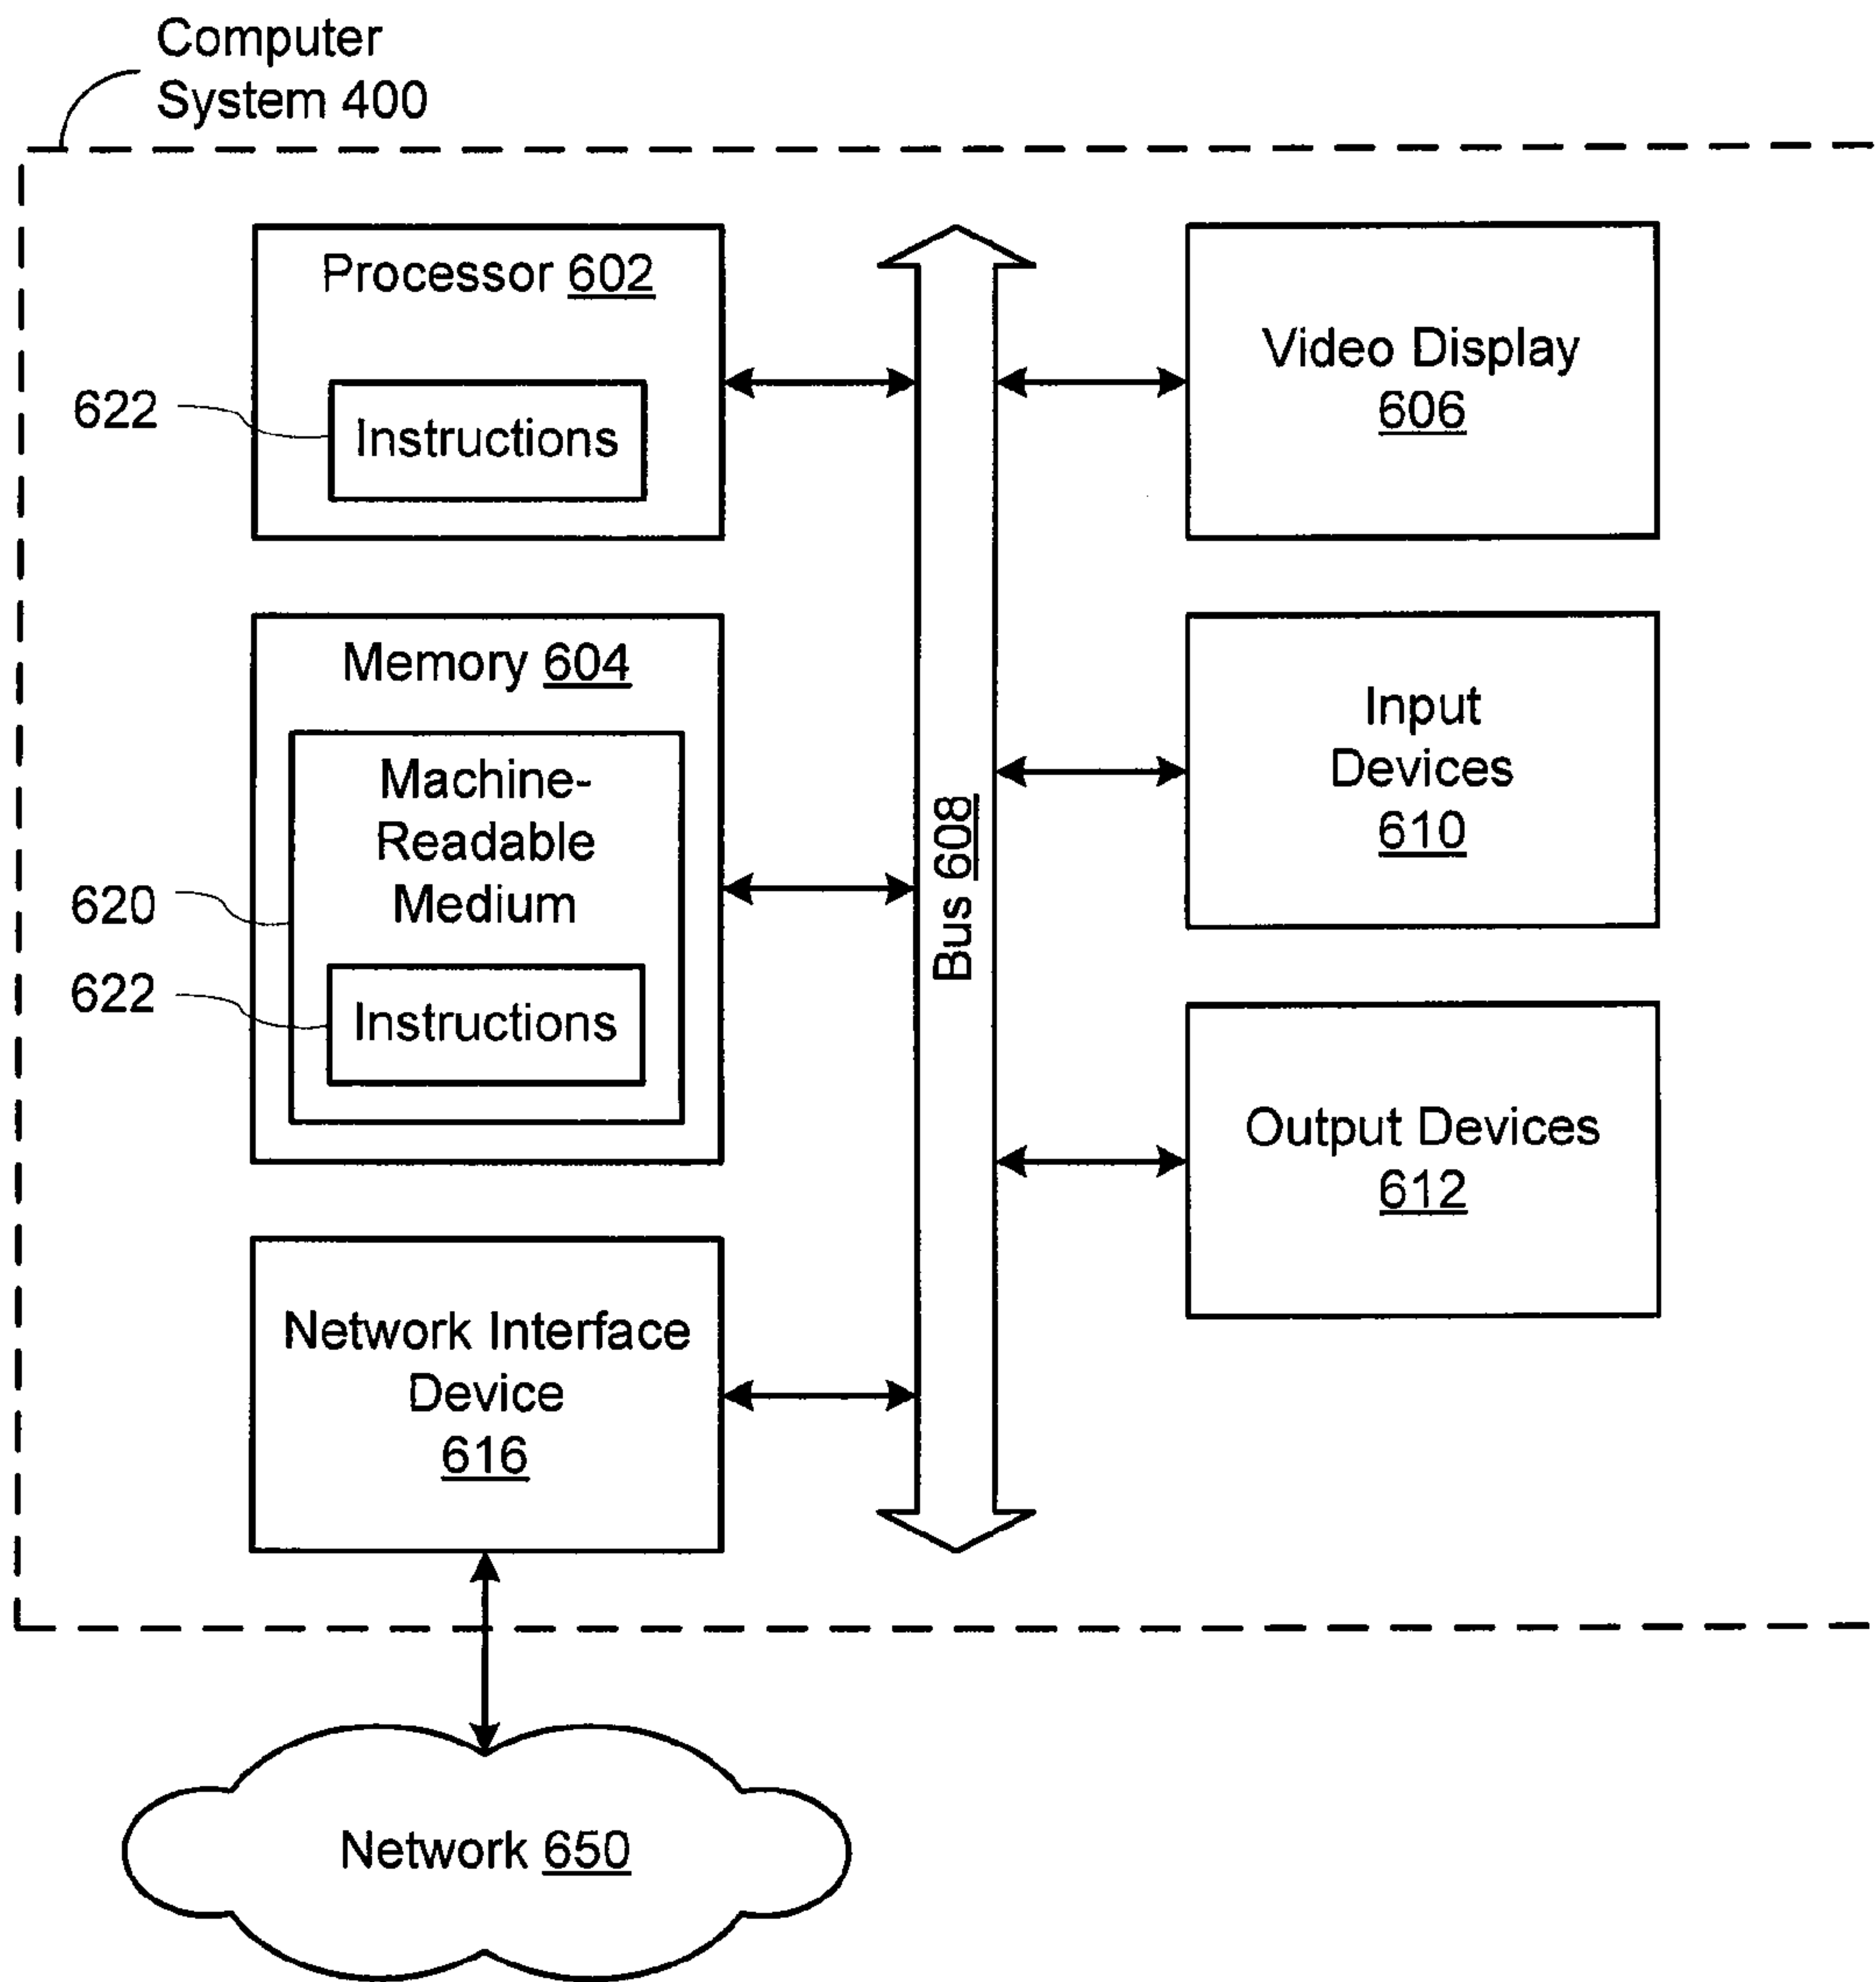 Computer
System 400
Processor 602
622
Instructions
Memory 604
Machine-
Readable
Medium
620
622
Instructions
Network Interface
Device
616
Bus 608
Video Display
606
Input
Devices
610
Output Devices
612
Network 650